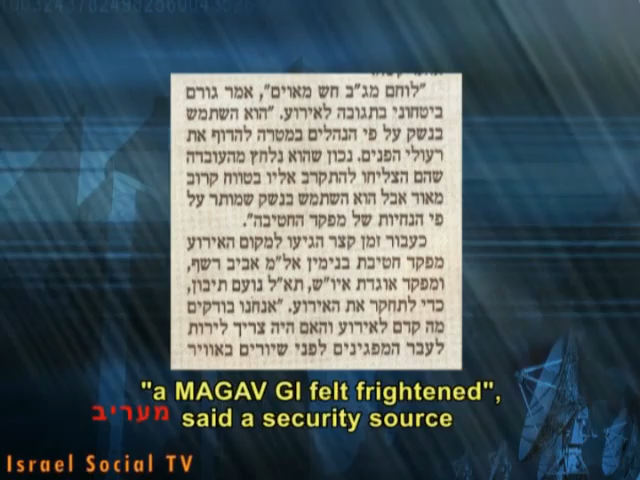 00324378249328600435
"לוחם מג"ב חש מאוים", אמר גורם
ביטחוני בתגובה לאירוע. "הוא השתמש
בנשק על פי הנהלים במטרה להדוף את
רעולי הפנים. נכון שהוא נלחץ מהעובדה
שהם הצליחו להתקרב אליו בטווח קרוב
מאוד אבל הוא השתמש בנשק שמותר על
פי הנחיות של מפקד החטיבה".
כעבור זמן קצר הגיעו למקום האירוע
מפקד חטיבת בנימין אל"מ אביב רשף,
ומפקד אוגדת איו"ש, תא"ל נועם תיבון,
כדי לתחקר את האירוע. "אנחנו בודקים
מה קדם לאירוע והאם היה צריך לירות
לעבר המפגינים לפני שיורים באוויר
"a MAGAV GI felt frightened",
מעריב said a security source
Israel Social TV